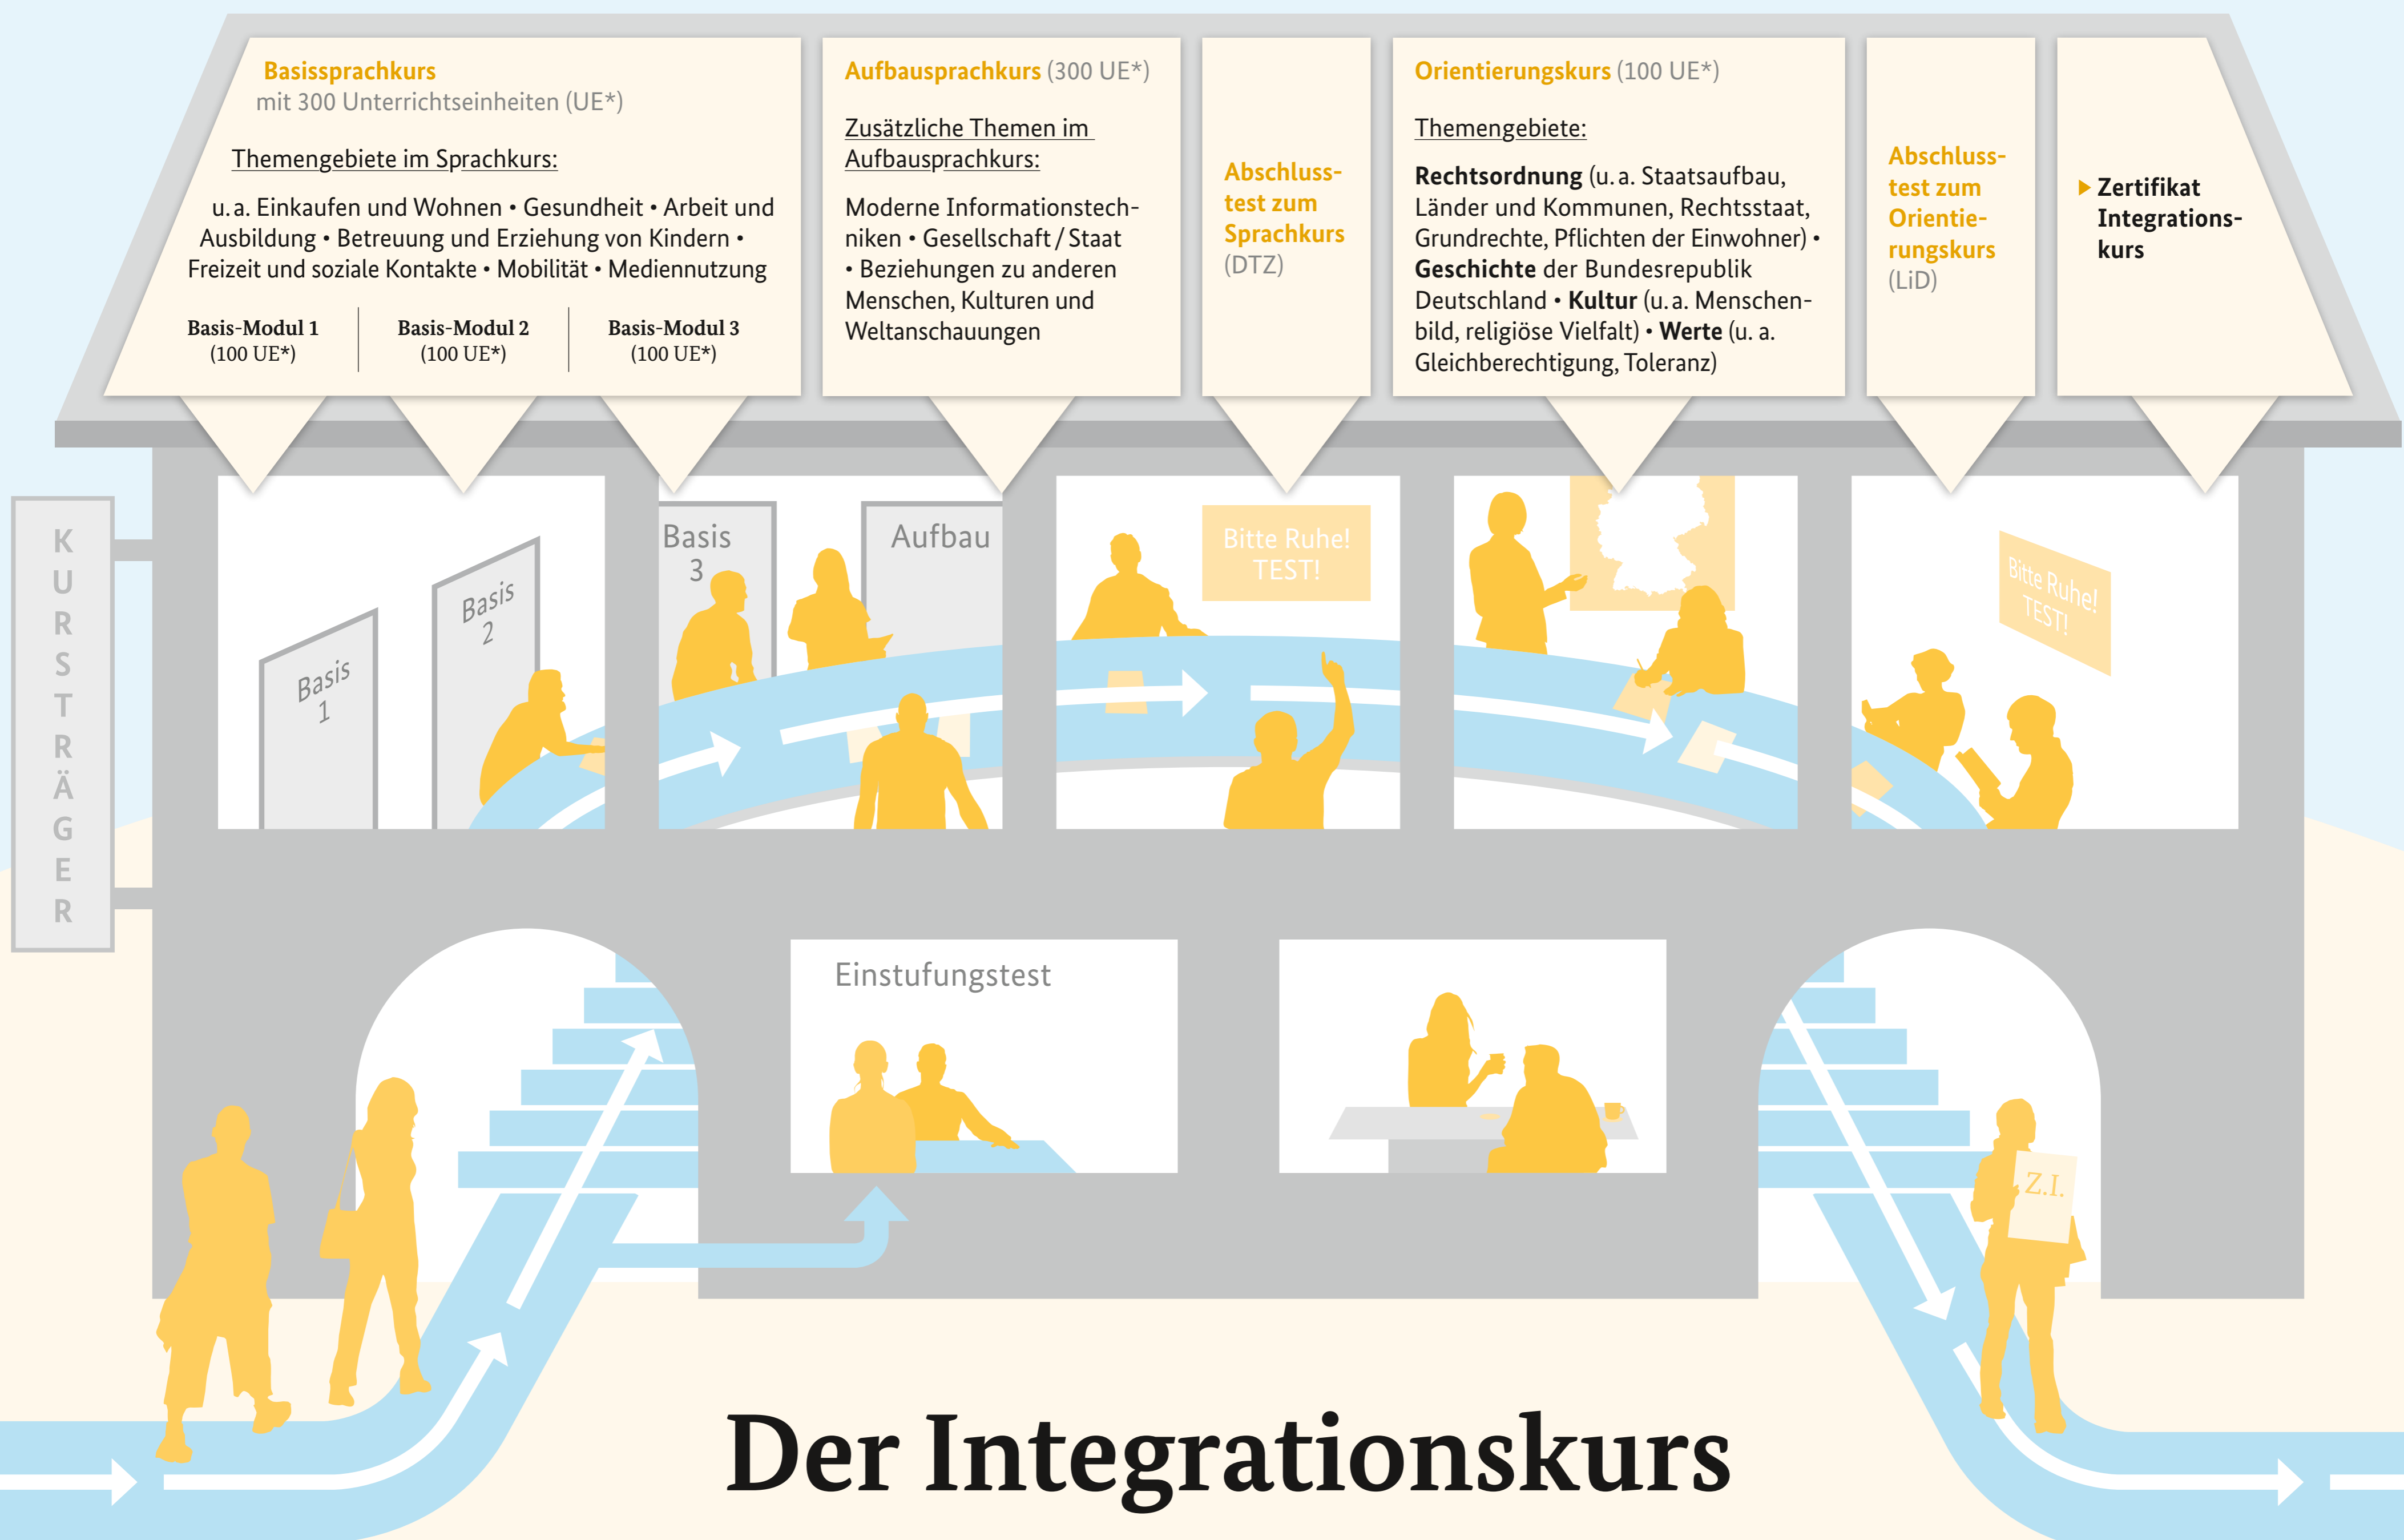 Basissprachkurs
mit 300 Unterrichtseinheiten (UE*)
Themengebiete im Sprachkurs:
u. a. Einkaufen und Wohnen • Gesundheit • Arbeit und
Ausbildung • Betreuung und Erziehung von Kindern •
Freizeit und soziale Kontakte • Mobilität • Mediennutzung
Basis-Modul 1
(100 UE*)
Basis-Modul 2
(100 UE*)
Basis-Modul 3
(100 UE*)
Aufbausprachkurs (300 UE*)
Zusätzliche Themen im
Aufbausprachkurs:
Moderne Informationstech-
niken • Gesellschaft / Staat
• Beziehungen zu anderen
Menschen, Kulturen und
Weltanschauungen
Abschluss-
test zum
Sprachkurs
(DTZ)
Orientierungskurs (100 UE*)
Themengebiete:
Rechtsordnung (u. a. Staatsaufbau,
Länder und Kommunen, Rechtsstaat,
Grundrechte, Pflichten der Einwohner) •
Geschichte der Bundesrepublik
Deutschland • Kultur (u. a. Menschen-
bild, religiöse Vielfalt) • Werte (u. a.
Gleichberechtigung, Toleranz)
Abschluss-
test zum
Orientie-
rungskurs
(LiD)
Zertifikat
Integrations-
kurs
KURSTRÄGER
Basis
1
Basis
2
Basis
3
Aufbau
Bitte Ruhe!
TEST!
Bitte Ruhe!
TEST!
Einstufungstest
Z.I.
Der Integrationskurs